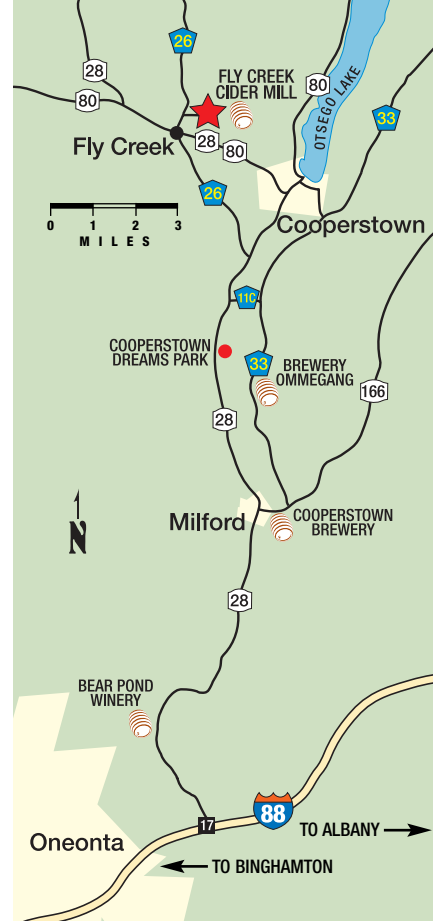 26
28
80
FLY CREEK
CIDER MILL
80
OTSEGO LAKE
33
Fly Creek
28
80
26
Cooperstown
0 1 2 3
MILES
11C
COOPERSTOWN
DREAMS PARK
33
BREWERY
OMMEGANG
166
28
Milford
COOPERSTOWN
BREWERY
N
28
BEAR POND
WINERY
17
88
TO ALBANY
Oneonta
TO BINGHAMTON